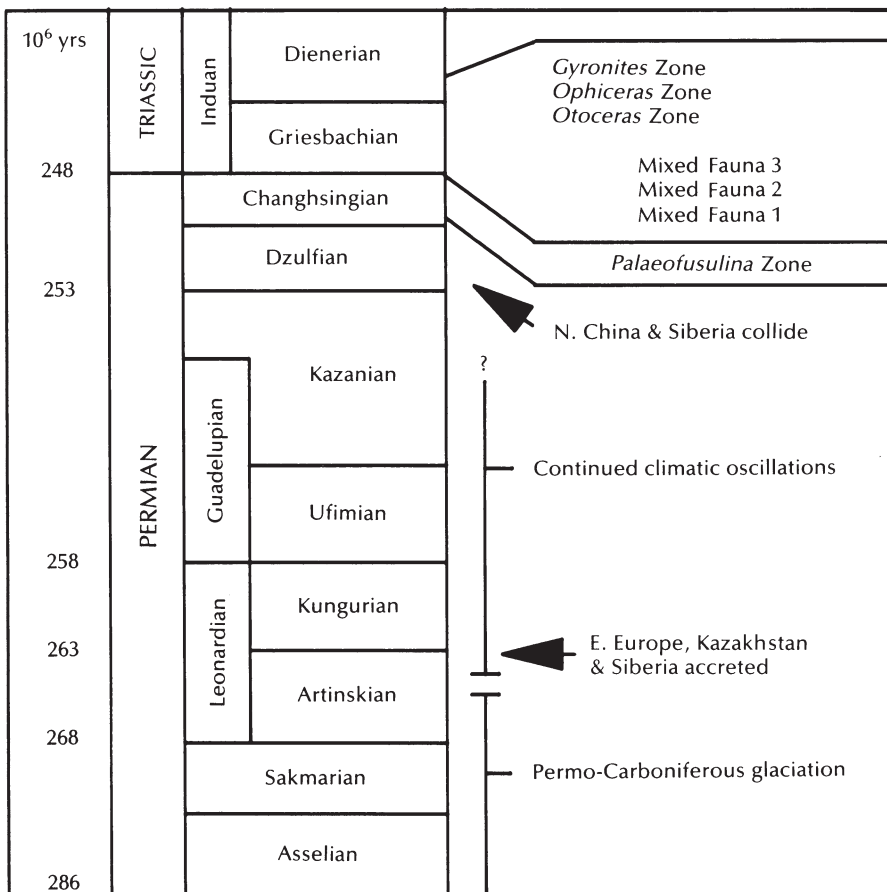 10⁶ yrs
TRIASSIC
Induan
Dienerian
Griesbachian
Gyronites Zone
Ophiceras Zone
Otoceras Zone
Mixed Fauna 3
Mixed Fauna 2
Mixed Fauna 1
248
Changhsingian
Palaeofusulina Zone
Dzulfian
253
N. China & Siberia collide
PERMIAN
Guadelupian
Kazanian
?
Continued climatic oscillations
Ufimian
258
Leonardian
Kungurian
263
E. Europe, Kazakhstan
& Siberia accreted
Artinskian
268
Sakmarian
Permo-Carboniferous glaciation
Asselian
286